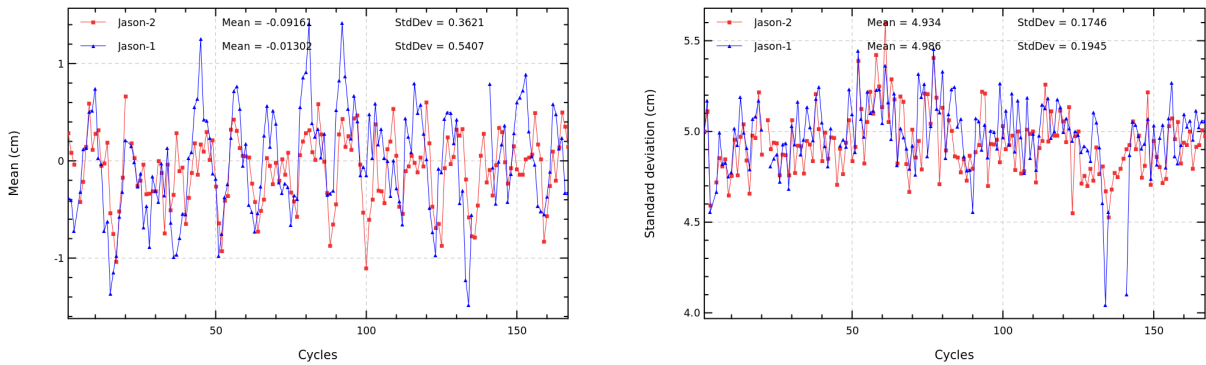 Jason-2 Mean = -0.09161 StdDev = 0.3621
Jason-1 Mean = -0.01302 StdDev = 0.5407
1
0
-1
Mean (cm)
50 100 150
Cycles
Jason-2 Mean = 4.934 StdDev = 0.1746
Jason-1 Mean = 4.986 StdDev = 0.1945
5.5
5.0
4.5
4.0
Standard deviation (cm)
50 100 150
Cycles